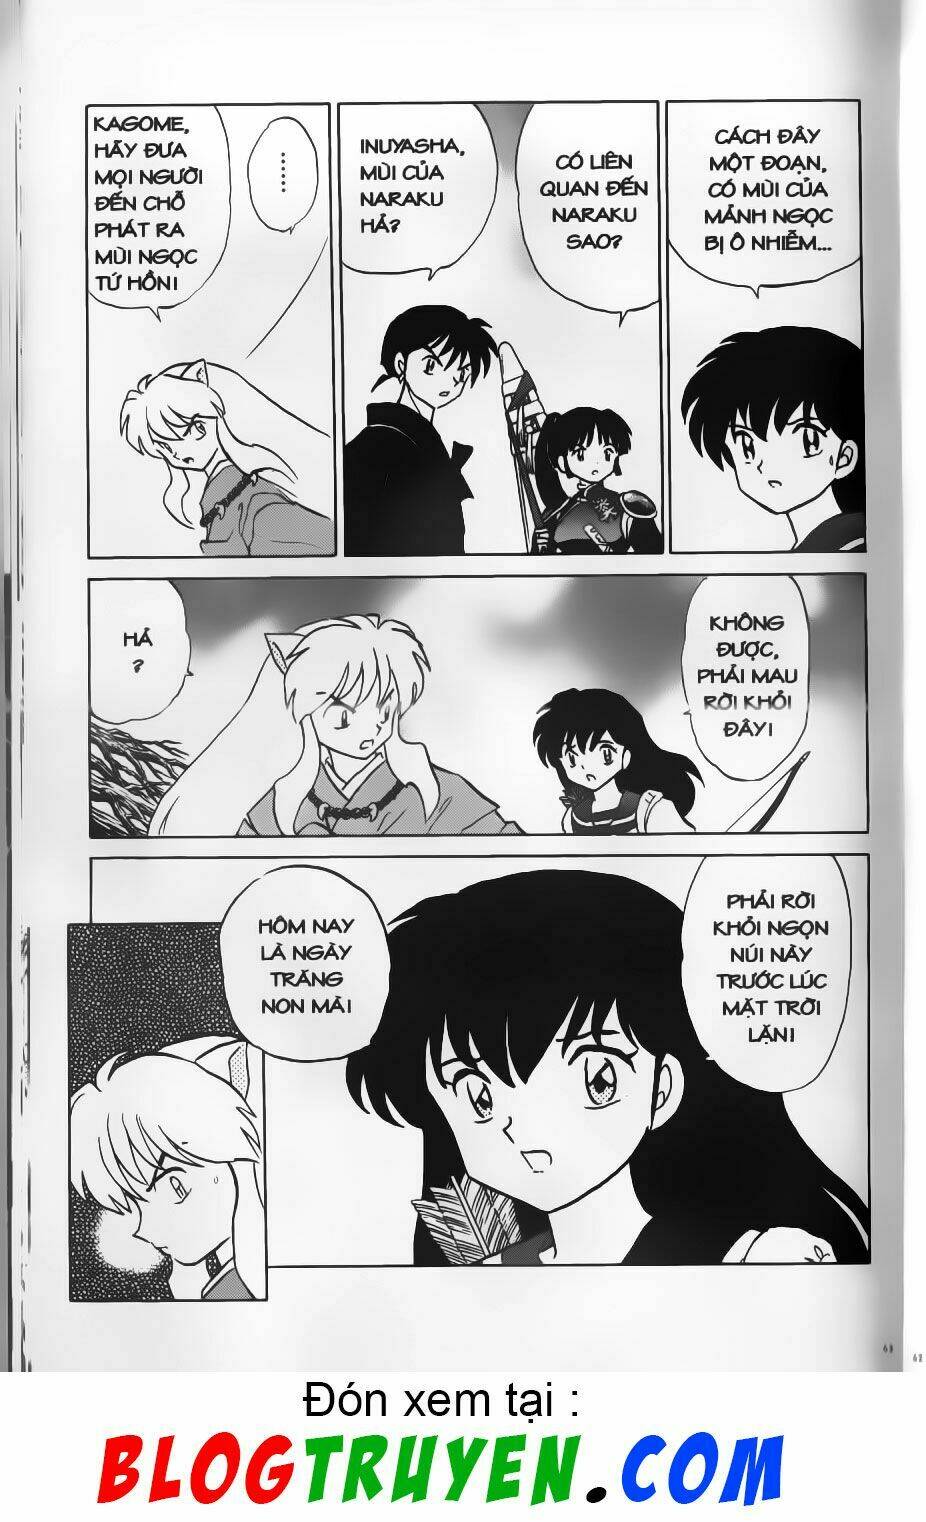 CÁCH ĐÂY
MỘT ĐOẠN,
CÓ MÙI CỦA
MẢNH NGỌC
BỊ Ô NHIỄM...
CÓ LIÊN
QUAN ĐẾN
NARAKU
SAO?
INUYASHA,
MÙI CỦA
NARAKU
HẢ?
......
KAGOME,
HÃY ĐƯA
MỌI NGƯỜI
ĐẾN CHỖ
PHÁT RA
MÙI NGỌC
TỨ HỒN!
KHÔNG
ĐƯỢC,
PHẢI MAU
RỜI KHỎI
ĐÂY!
HẢ
?
PHẢI RỜI
KHỎI NGỌN
NÚI NÀY
TRƯỚC LÚC
MẶT TRỜI
LẶN!
HÔM NAY
LÀ NGÀY
TRĂNG
NON MÀ!
Đón xem tại :
BLOGTRUYEN.COM